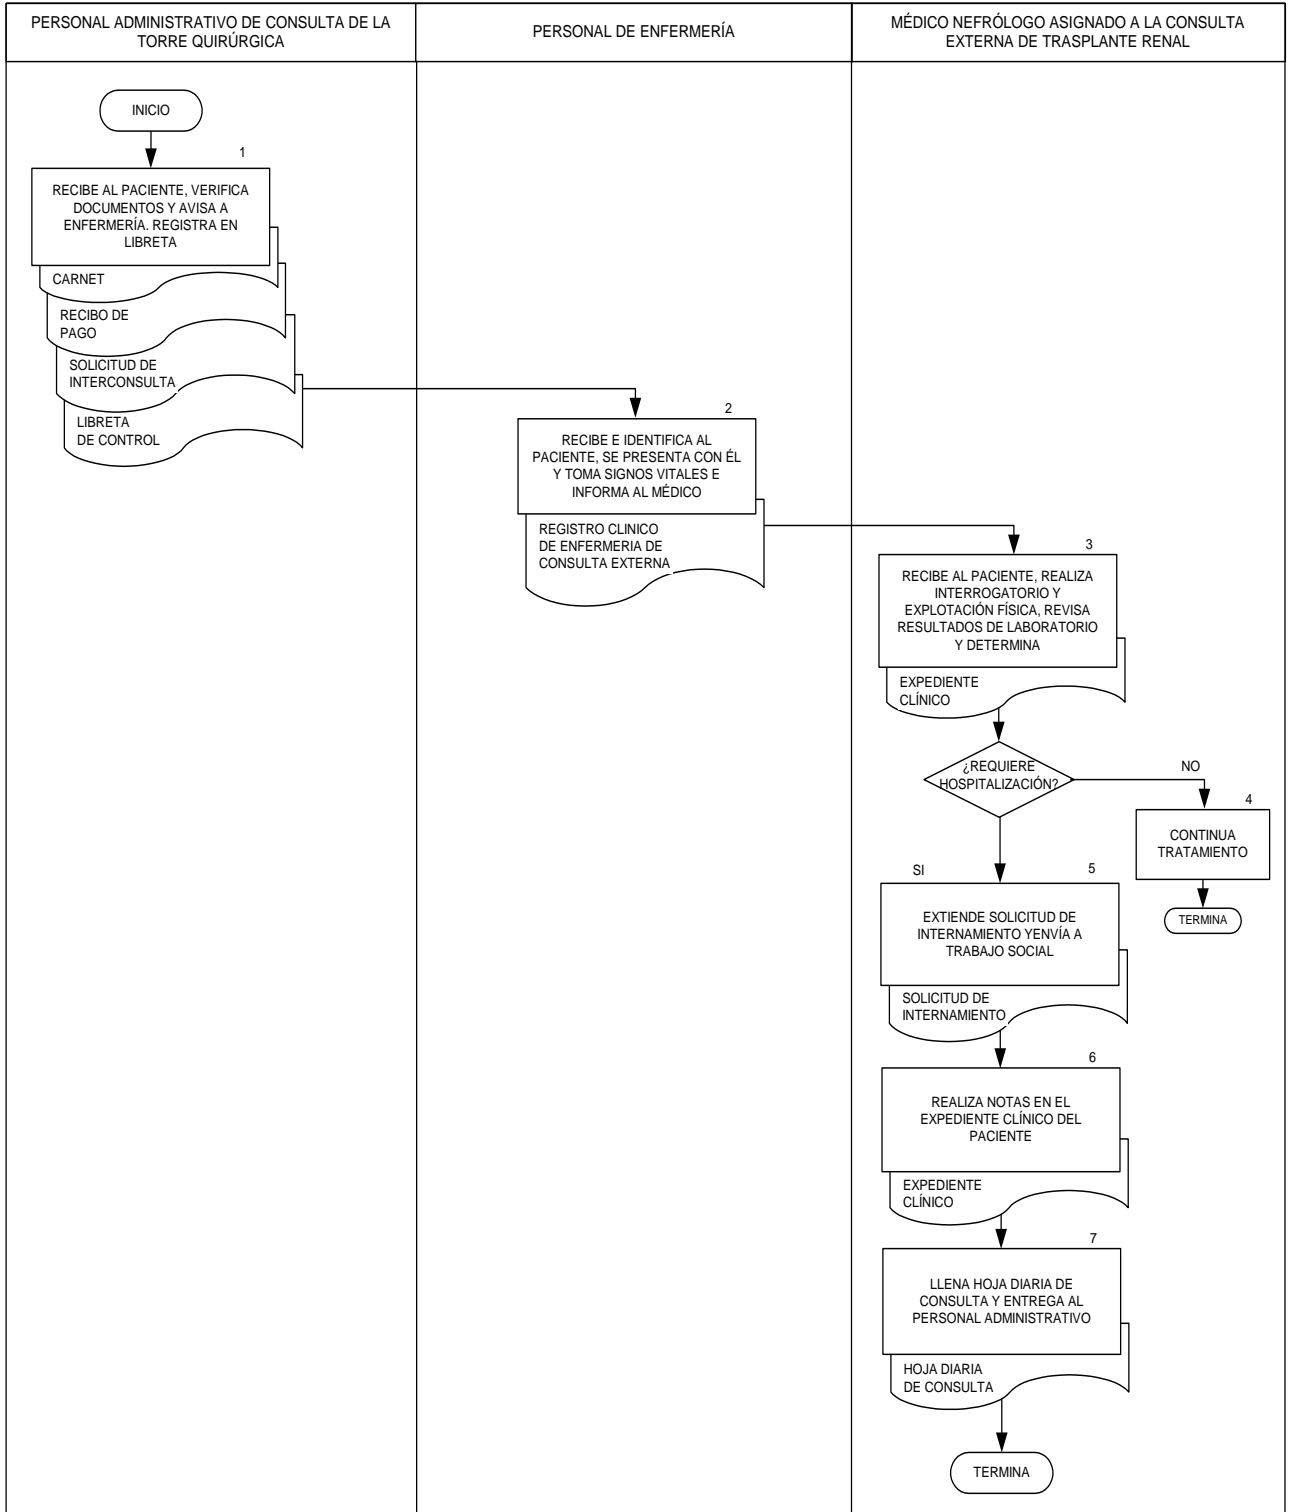 PERSONAL ADMINISTRATIVO DE CONSULTA DE LA
TORRE QUIRÚRGICA
PERSONAL DE ENFERMERÍA
MÉDICO NEFRÓLOGO ASIGNADO A LA CONSULTA
EXTERNA DE TRASPLANTE RENAL
INICIO
1
RECIBE AL PACIENTE, VERIFICA
DOCUMENTOS Y AVISA A
ENFERMERÍA. REGISTRA EN
LIBRETA
CARNET
RECIBO DE
PAGO
SOLICITUD DE
INTERCONSULTA
LIBRETA
DE CONTROL
2
RECIBE E IDENTIFICA AL
PACIENTE, SE PRESENTA CON ÉL
Y TOMA SIGNOS VITALES E
INFORMA AL MÉDICO
REGISTRO CLINICO
DE ENFERMERIA DE
CONSULTA EXTERNA
3
RECIBE AL PACIENTE, REALIZA
INTERROGATORIO Y
EXPLOTACIÓN FÍSICA, REVISA
RESULTADOS DE LABORATORIO
Y DETERMINA
EXPEDIENTE
CLÍNICO
¿REQUIERE
HOSPITALIZACIÓN?
NO
4
CONTINUA
TRATAMIENTO
TERMINA
SI
5
EXTIENDE SOLICITUD DE
INTERNAMIENTO YENVÍA A
TRABAJO SOCIAL
SOLICITUD DE
INTERNAMIENTO
6
REALIZA NOTAS EN EL
EXPEDIENTE CLÍNICO DEL
PACIENTE
EXPEDIENTE
CLÍNICO
7
LLENA HOJA DIARIA DE
CONSULTA Y ENTREGA AL
PERSONAL ADMINISTRATIVO
HOJA DIARIA
DE CONSULTA
TERMINA